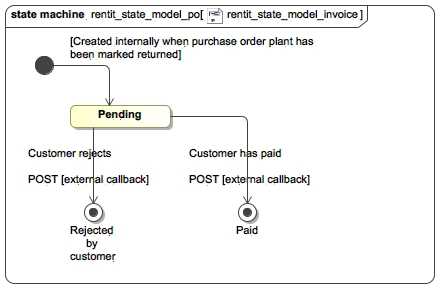 state machine rentit_state_model_po[ rentit_state_model_invoice ]
[Created internally when purchase order plant has
been marked returned]
Pending
Customer rejects
POST [external callback]
Customer has paid
POST [external callback]
Rejected
by
customer
Paid